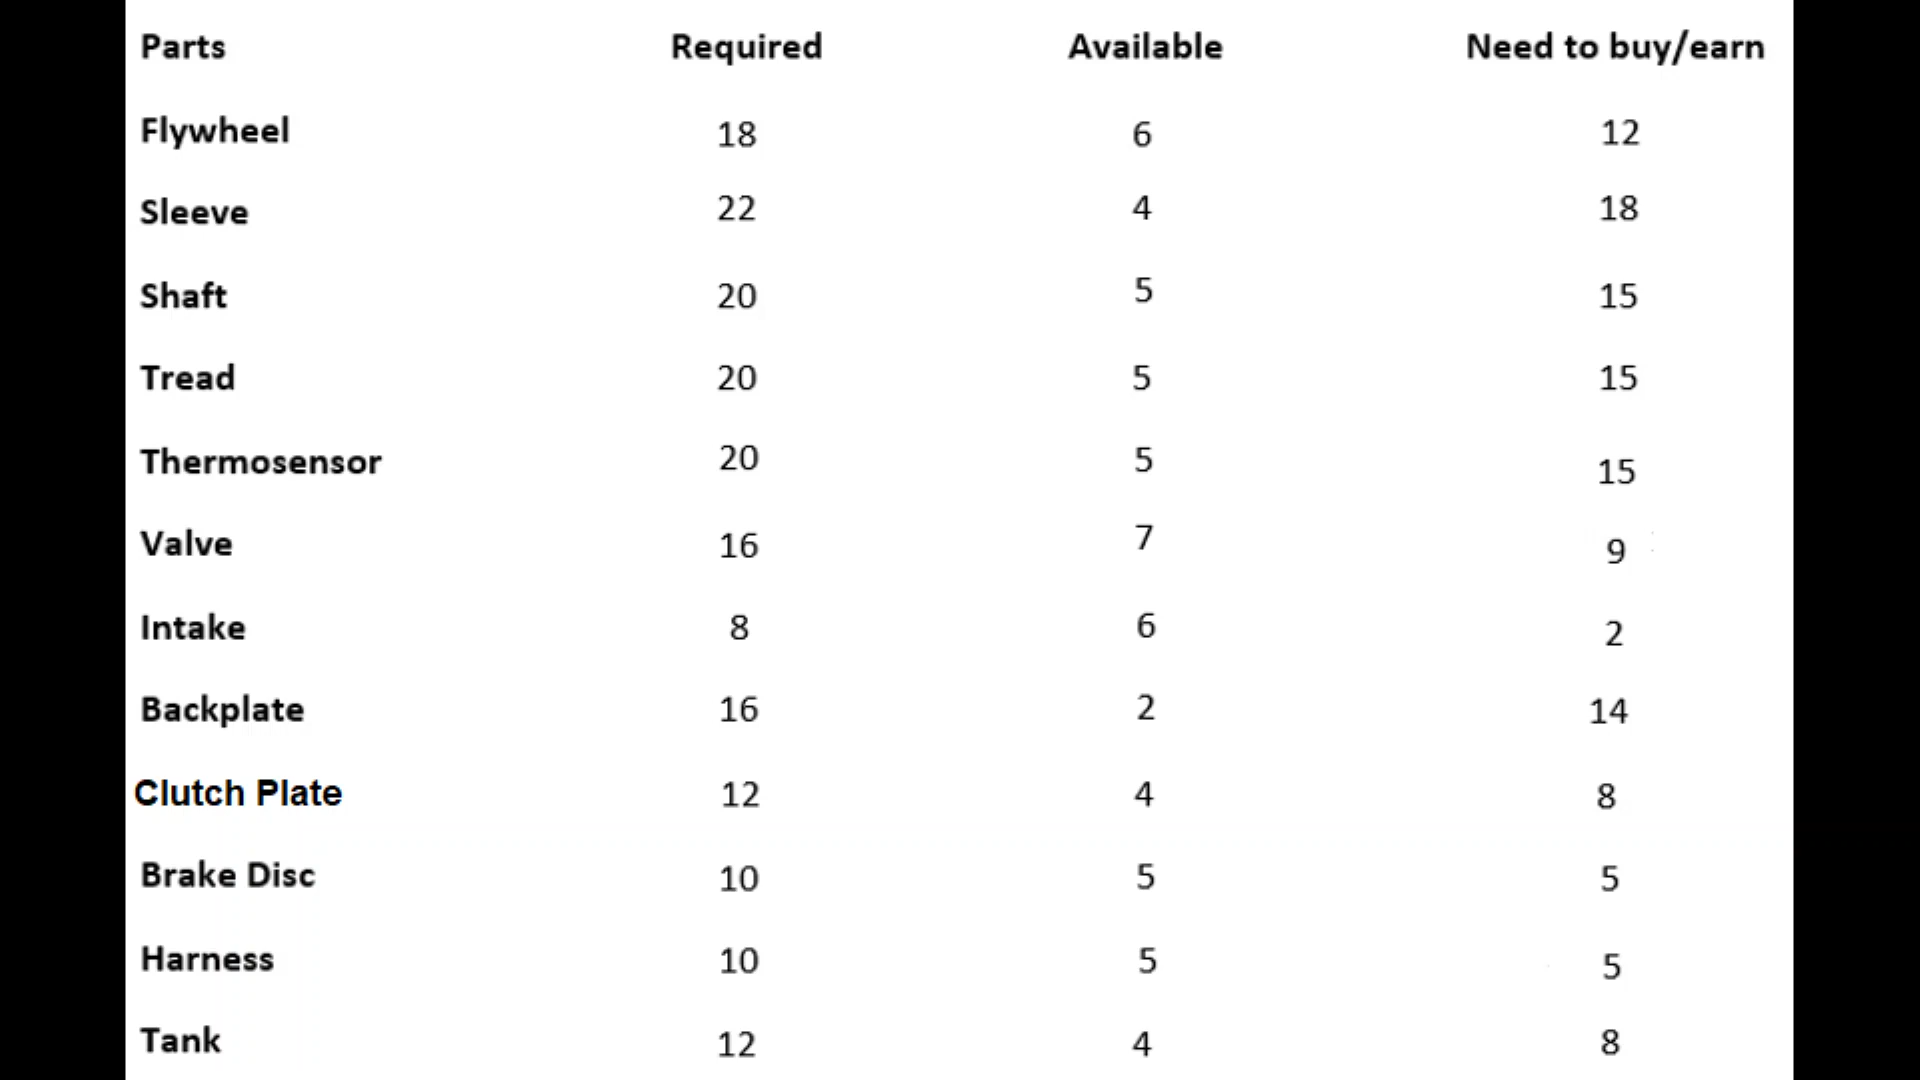 Parts Required Available Need to buy/earn
Flywheel 18 6 12
Sleeve 22 4 18
Shaft 20 5 15
Tread 20 5 15
Thermosensor 20 5 15
Valve 16 7 9
Intake 8 6 2
Backplate 16 2 14
Clutch Plate 12 4 8
Brake Disc 10 5 5
Harness 10 5 5
Tank 12 4 8